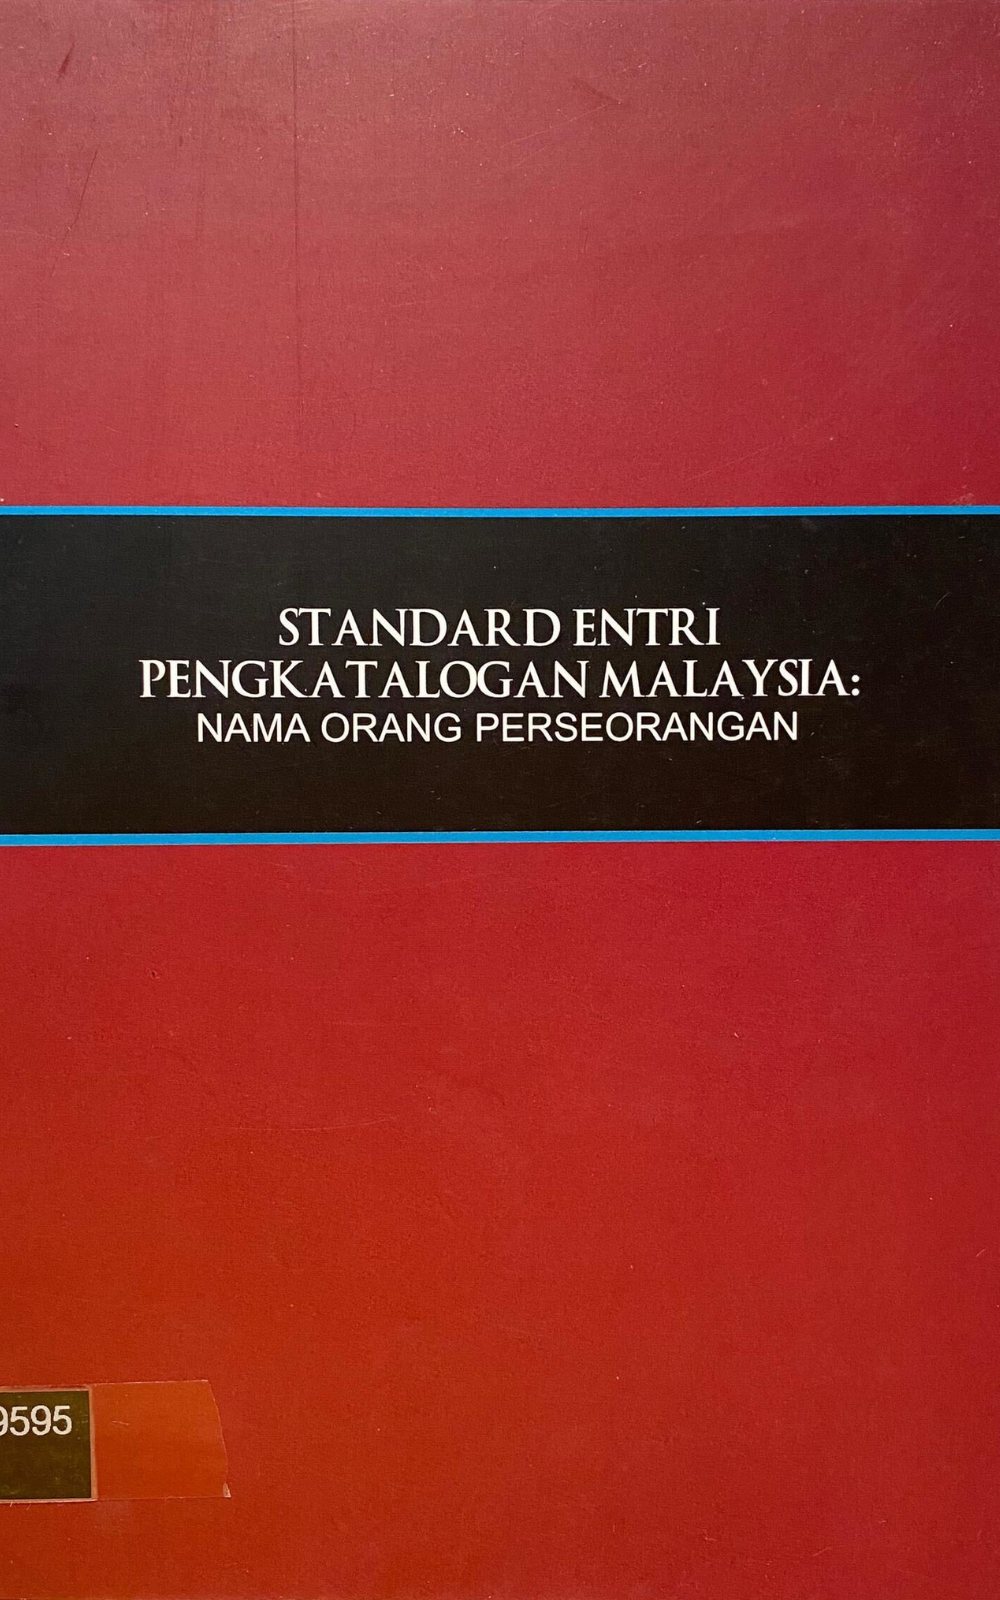 STANDARD ENTRI
PENGKATALOGAN MALAYSIA:
NAMA ORANG PERSEORANGAN
9595